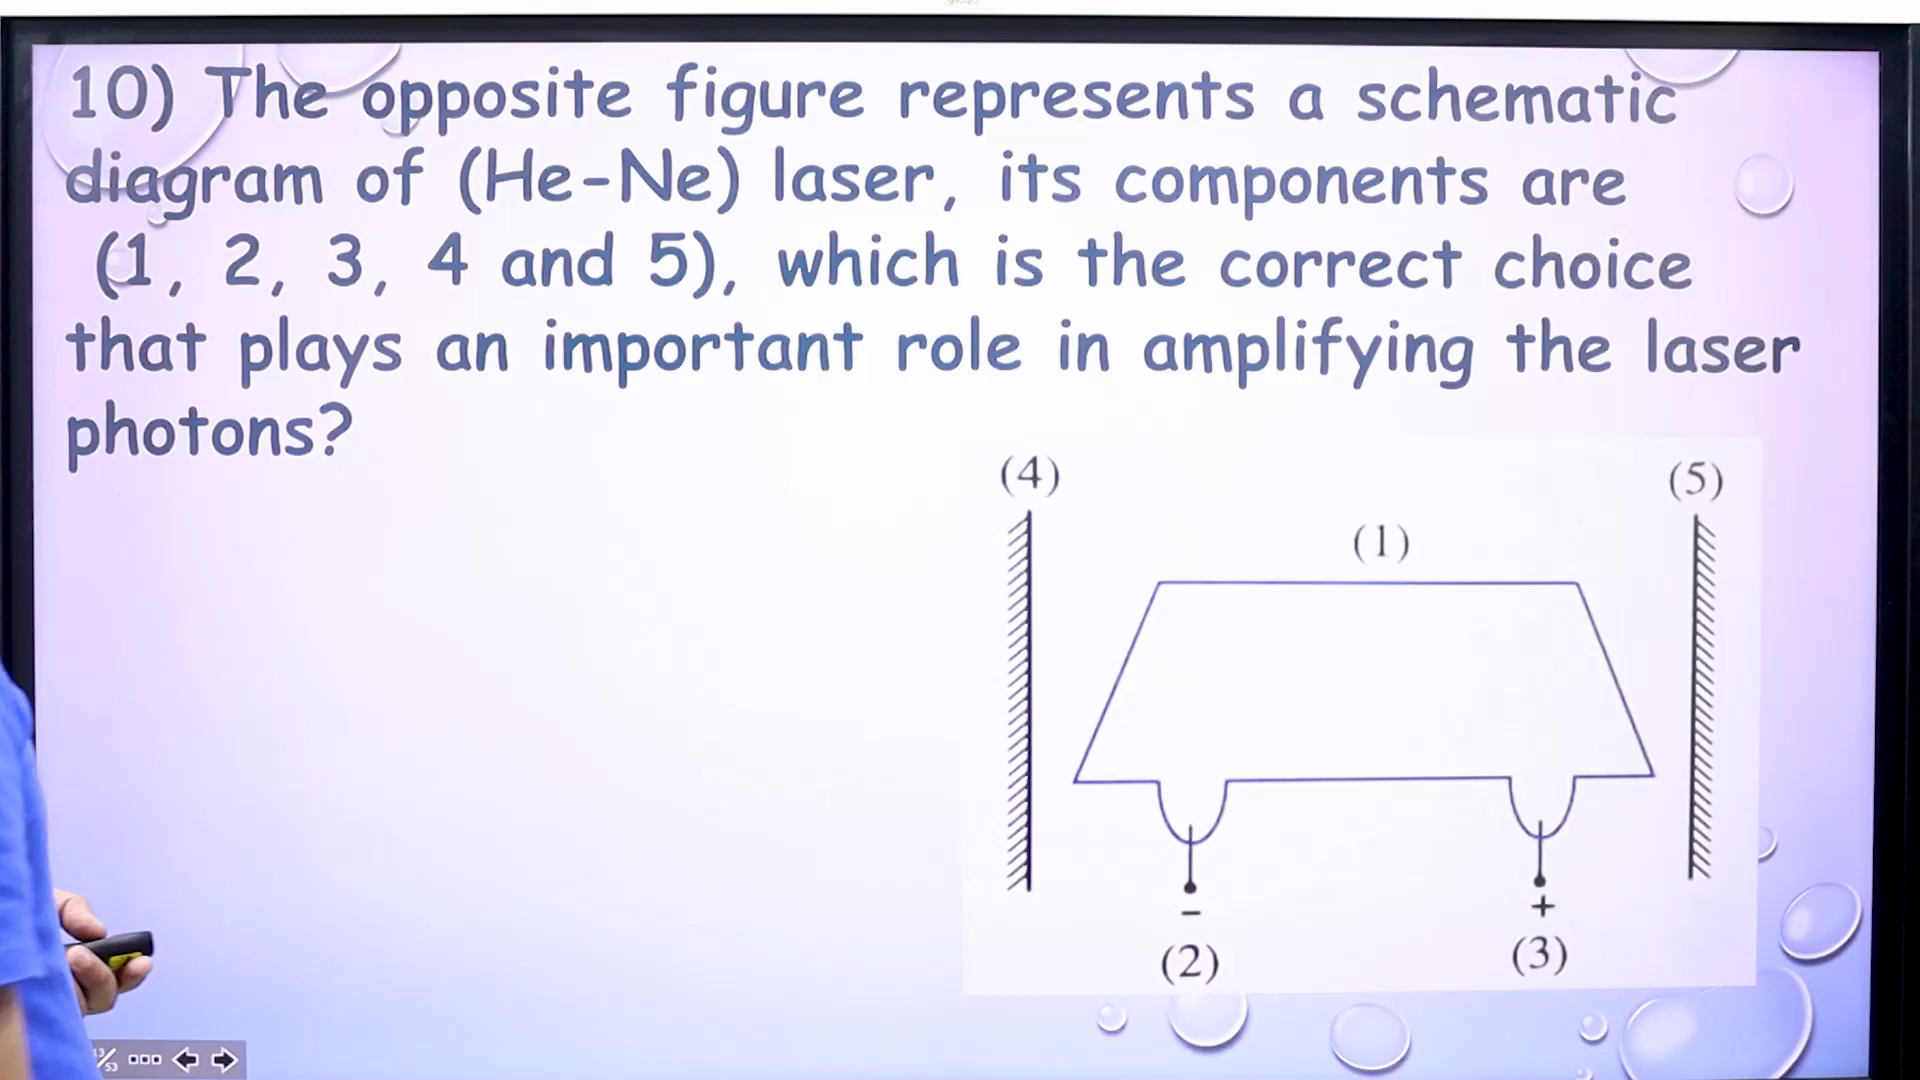 10) The opposite figure represents a schematic
diagram of (He-Ne) laser, its components are
(1, 2, 3, 4 and 5), which is the correct choice
that plays an important role in amplifying the laser
photons?
(4)
(5)
(1)
- +
(2) (3)
13/53